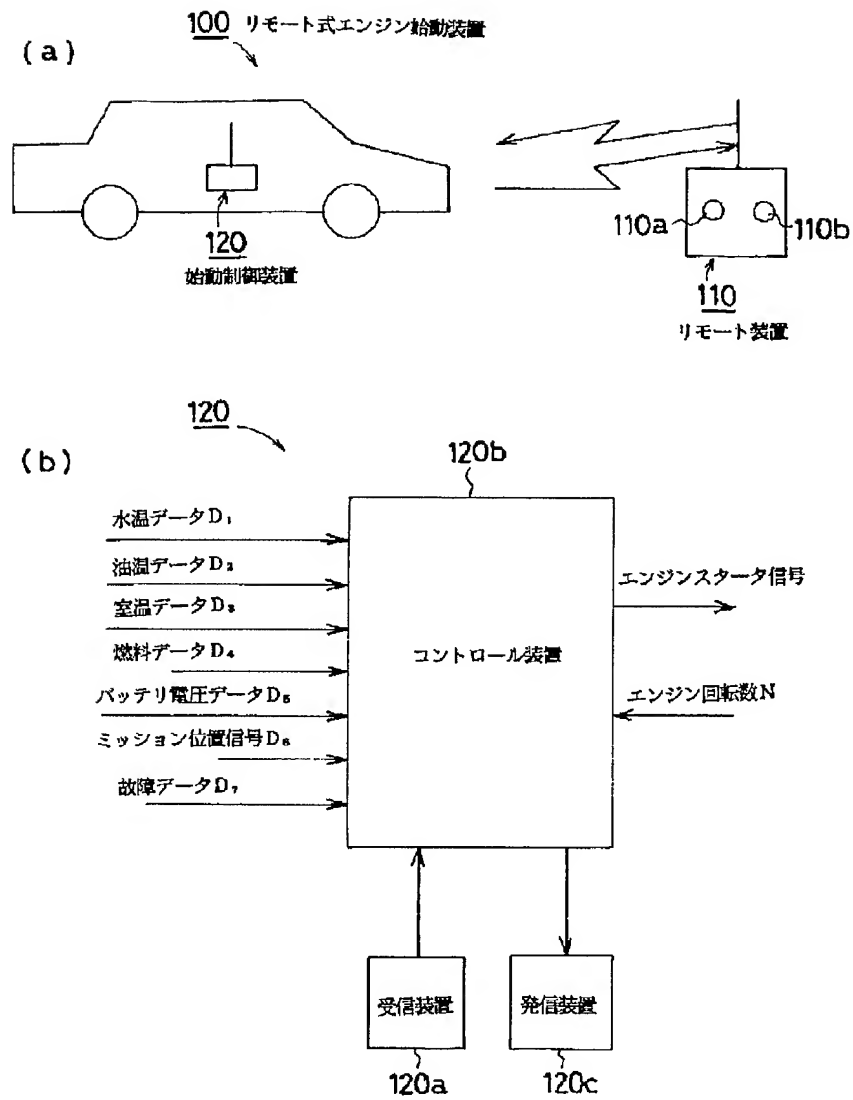 100 リモート式エンジン始動装置
(a)
120
始動制御装置
110a
110b
110
リモート装置
120
(b)
120b
水温データD₁
油温データD₂
室温データD₃
燃料データD₄
バッテリ電圧データD₅
ミッション位置信号D₆
故障データD₇
コントロール装置
エンジンスタータ信号
エンジン回転数N
受信装置
発信装置
120a
120c